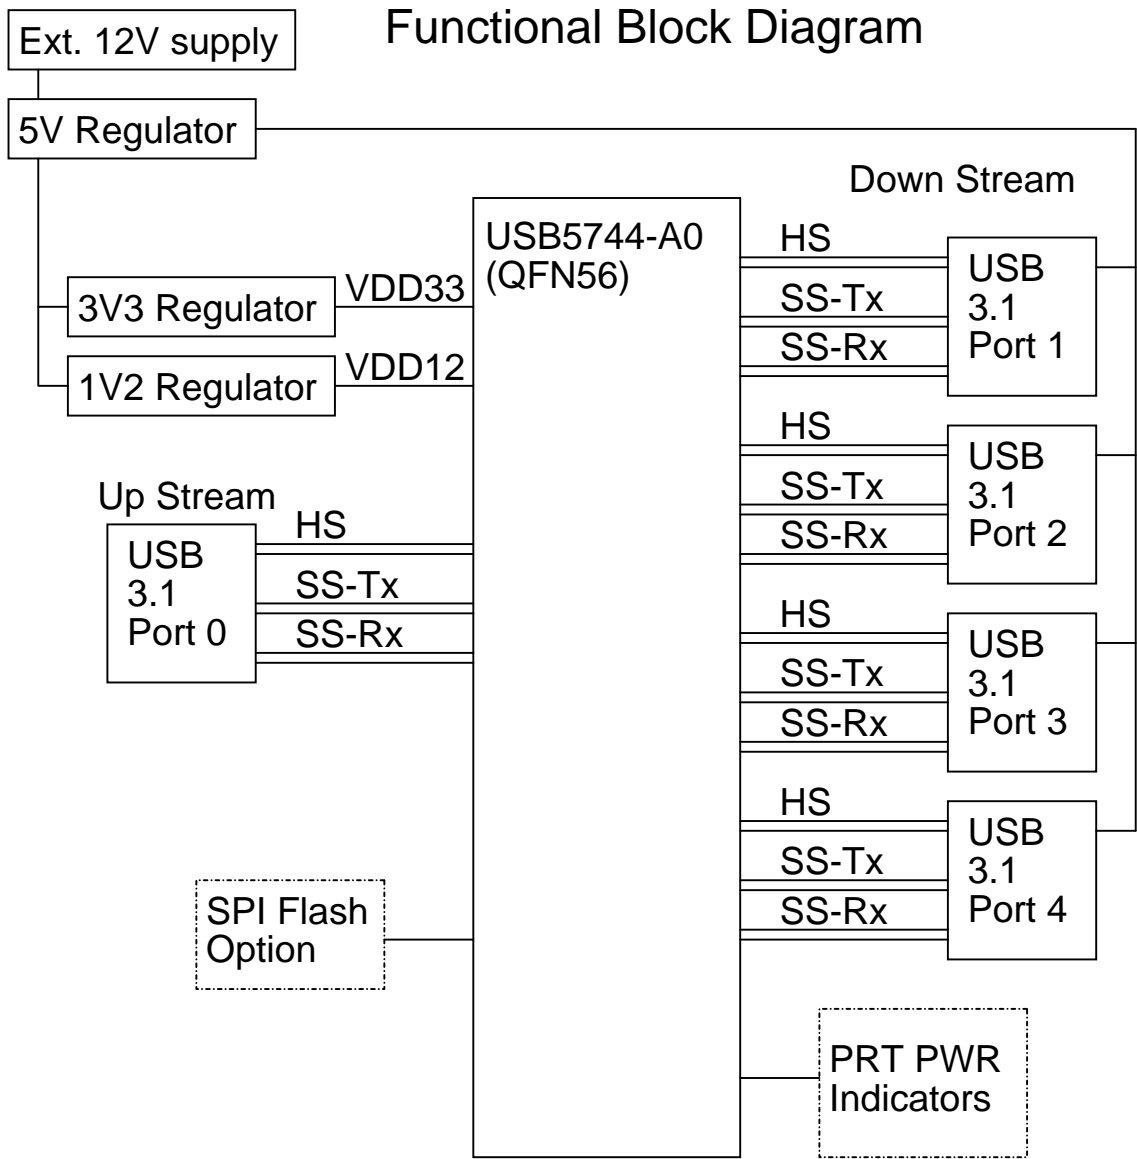 Functional Block Diagram
Ext. 12V supply
5V Regulator
Down Stream
USB5744-A0
(QFN56)
3V3 Regulator
VDD33
1V2 Regulator
VDD12
Up Stream
USB
3.1
Port 0
HS
SS-Tx
SS-Rx
HS
SS-Tx
SS-Rx
USB
3.1
Port 1
HS
SS-Tx
SS-Rx
USB
3.1
Port 2
HS
SS-Tx
SS-Rx
USB
3.1
Port 3
HS
SS-Tx
SS-Rx
USB
3.1
Port 4
SPI Flash
Option
PRT PWR
Indicators